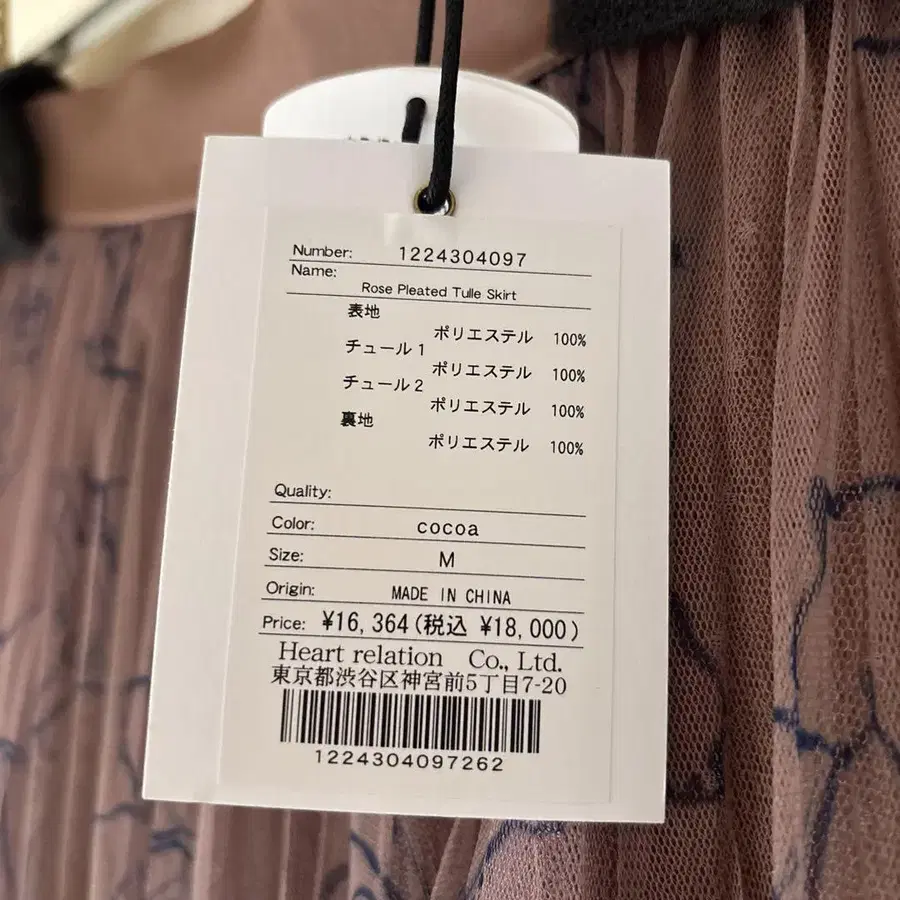 Number: 1224304097
Name:
Rose Pleated Tulle Skirt
表地
ポリエステル 100%
チュール1
ポリエステル 100%
チュール2
ポリエステル 100%
裏地
ポリエステル 100%
Quality:
Color: cocoa
Size: M
Origin: MADE IN CHINA
Price: ¥16,364(税込 ¥18,000)
Heart relation Co., Ltd.
東京都渋谷区神宮前5丁目7-20
1224304097262